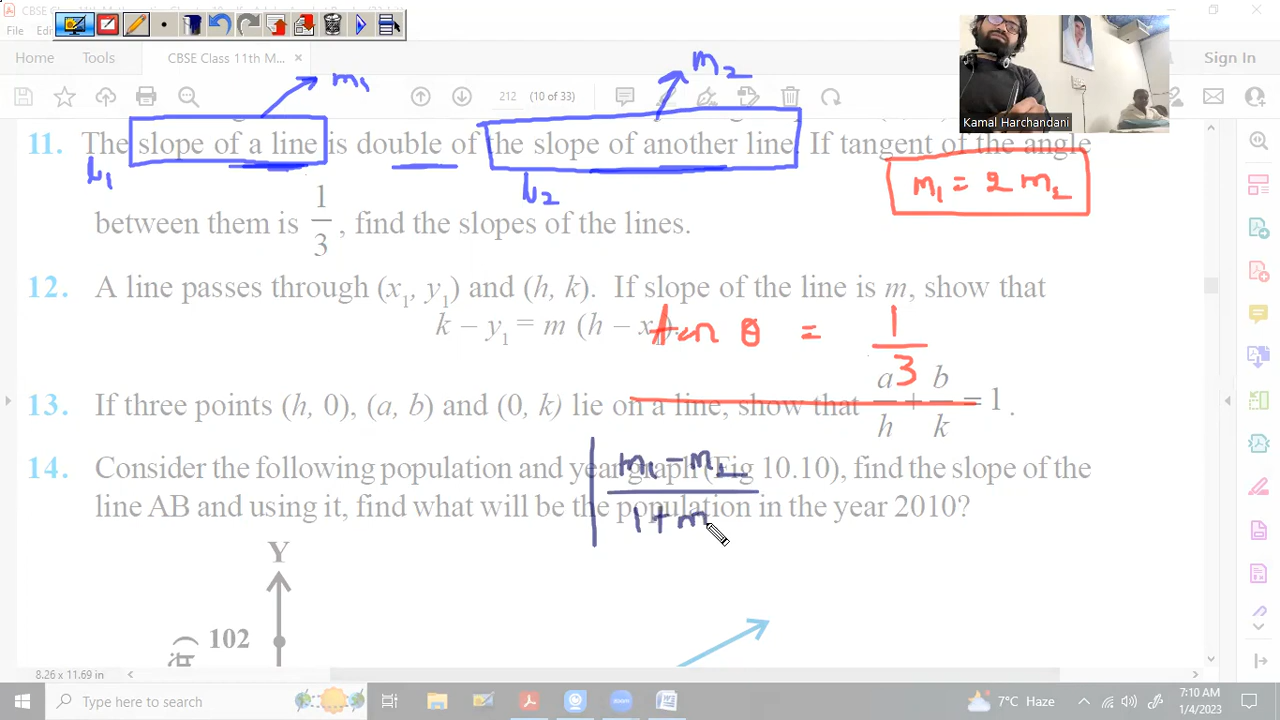 CBSE
File
Home
Tools
CBSE Class 11th M...
×
Sign In
212
(10 of 33)
m1
m2
Kamal Harchandani
11. The slope of a line is double of the slope of another line. If tangent of the angle
l1
l2
m1 = 2 m2
between them is 1/3, find the slopes of the lines.
12. A line passes through (x1, y1) and (h, k). If slope of the line is m, show that
k – y1 = m (h – x1).
tan θ = 1/3
13. If three points (h, 0), (a, b) and (0, k) lie on a line, show that a/h + b/k = 1 .
| m1 - m2 / 1 + m
14. Consider the following population and year graph (Fig 10.10), find the slope of the
line AB and using it, find what will be the population in the year 2010?
Y
102
8.26 x 11.69 in
Type here to search
7°C Haze
7:10 AM
1/4/2023